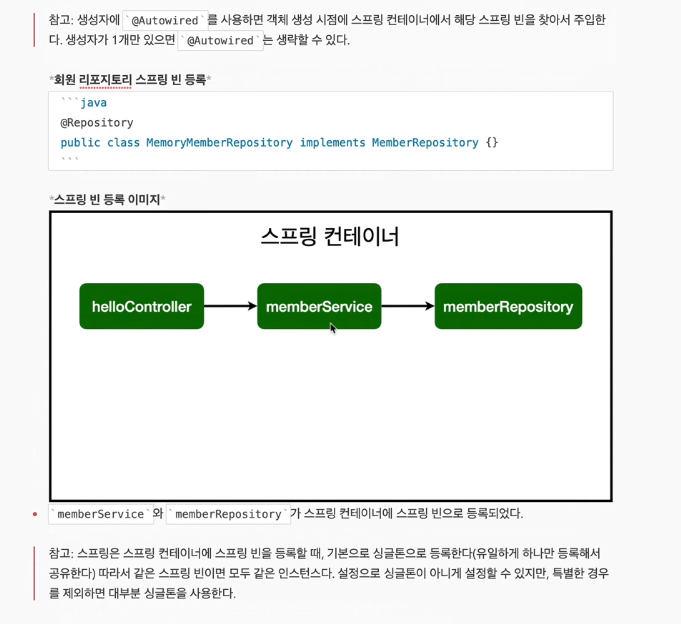 참고: 생성자에 `@Autowired`를 사용하면 객체 생성 시점에 스프링 컨테이너에서 해당 스프링 빈을 찾아서 주입한
다. 생성자가 1개만 있으면 `@Autowired`는 생략할 수 있다.
*회원 리포지토리 스프링 빈 등록*
```java
@Repository
public class MemoryMemberRepository implements MemberRepository {}
```
*스프링 빈 등록 이미지*
스프링 컨테이너
helloController memberService memberRepository
• `memberService`와 `memberRepository`가 스프링 컨테이너에 스프링 빈으로 등록되었다.
참고: 스프링은 스프링 컨테이너에 스프링 빈을 등록할 때, 기본으로 싱글톤으로 등록한다(유일하게 하나만 등록해서
공유한다) 따라서 같은 스프링 빈이면 모두 같은 인스턴스다. 설정으로 싱글톤이 아니게 설정할 수 있지만, 특별한 경우
를 제외하면 대부분 싱글톤을 사용한다.